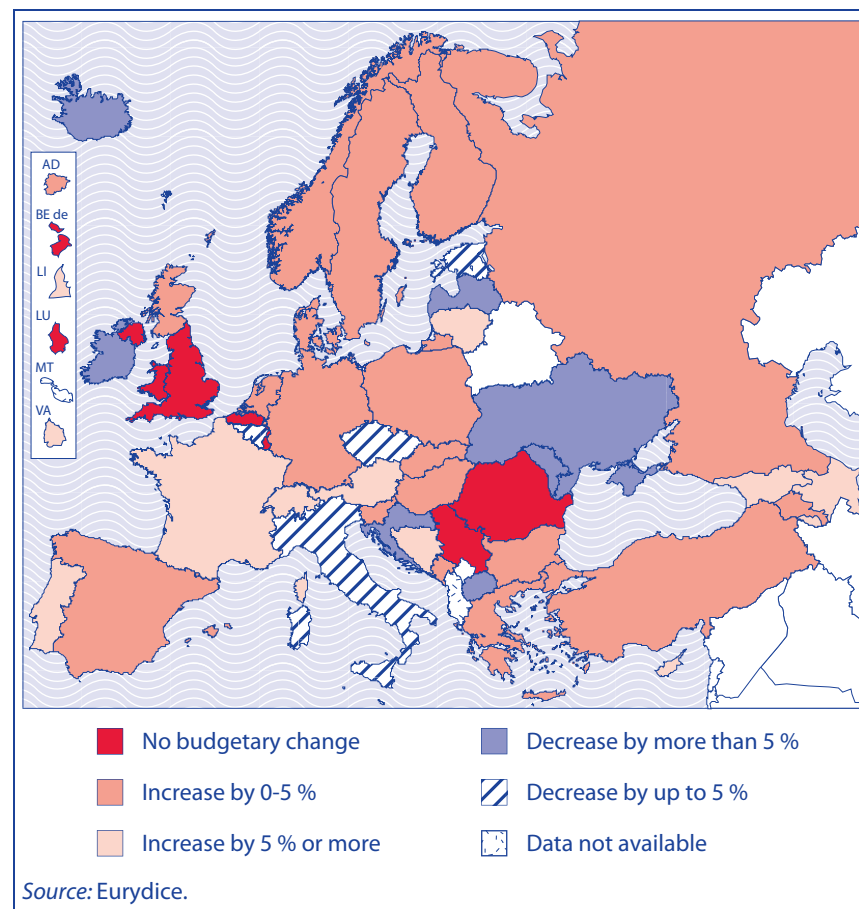 AD
BE de
LI
LU
MT
VA
No budgetary change
Decrease by more than 5 %
Increase by 0-5 %
Decrease by up to 5 %
Increase by 5 % or more
Data not available
Source: Eurydice.